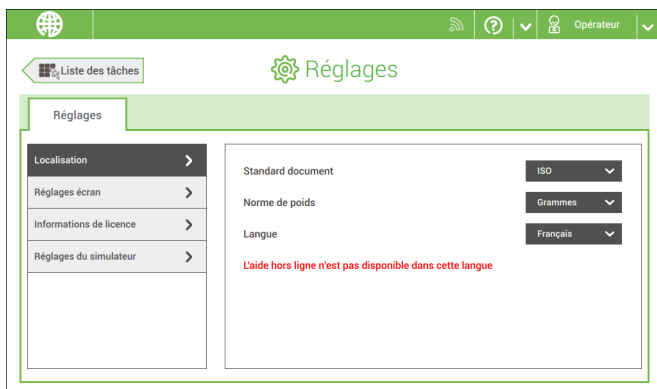 Opérateur
Liste des tâches
Réglages
Réglages
Localisation
Réglages écran
Informations de licence
Réglages du simulateur
Standard document
ISO
Norme de poids
Grammes
Langue
Français
L'aide hors ligne n'est pas disponible dans cette langue